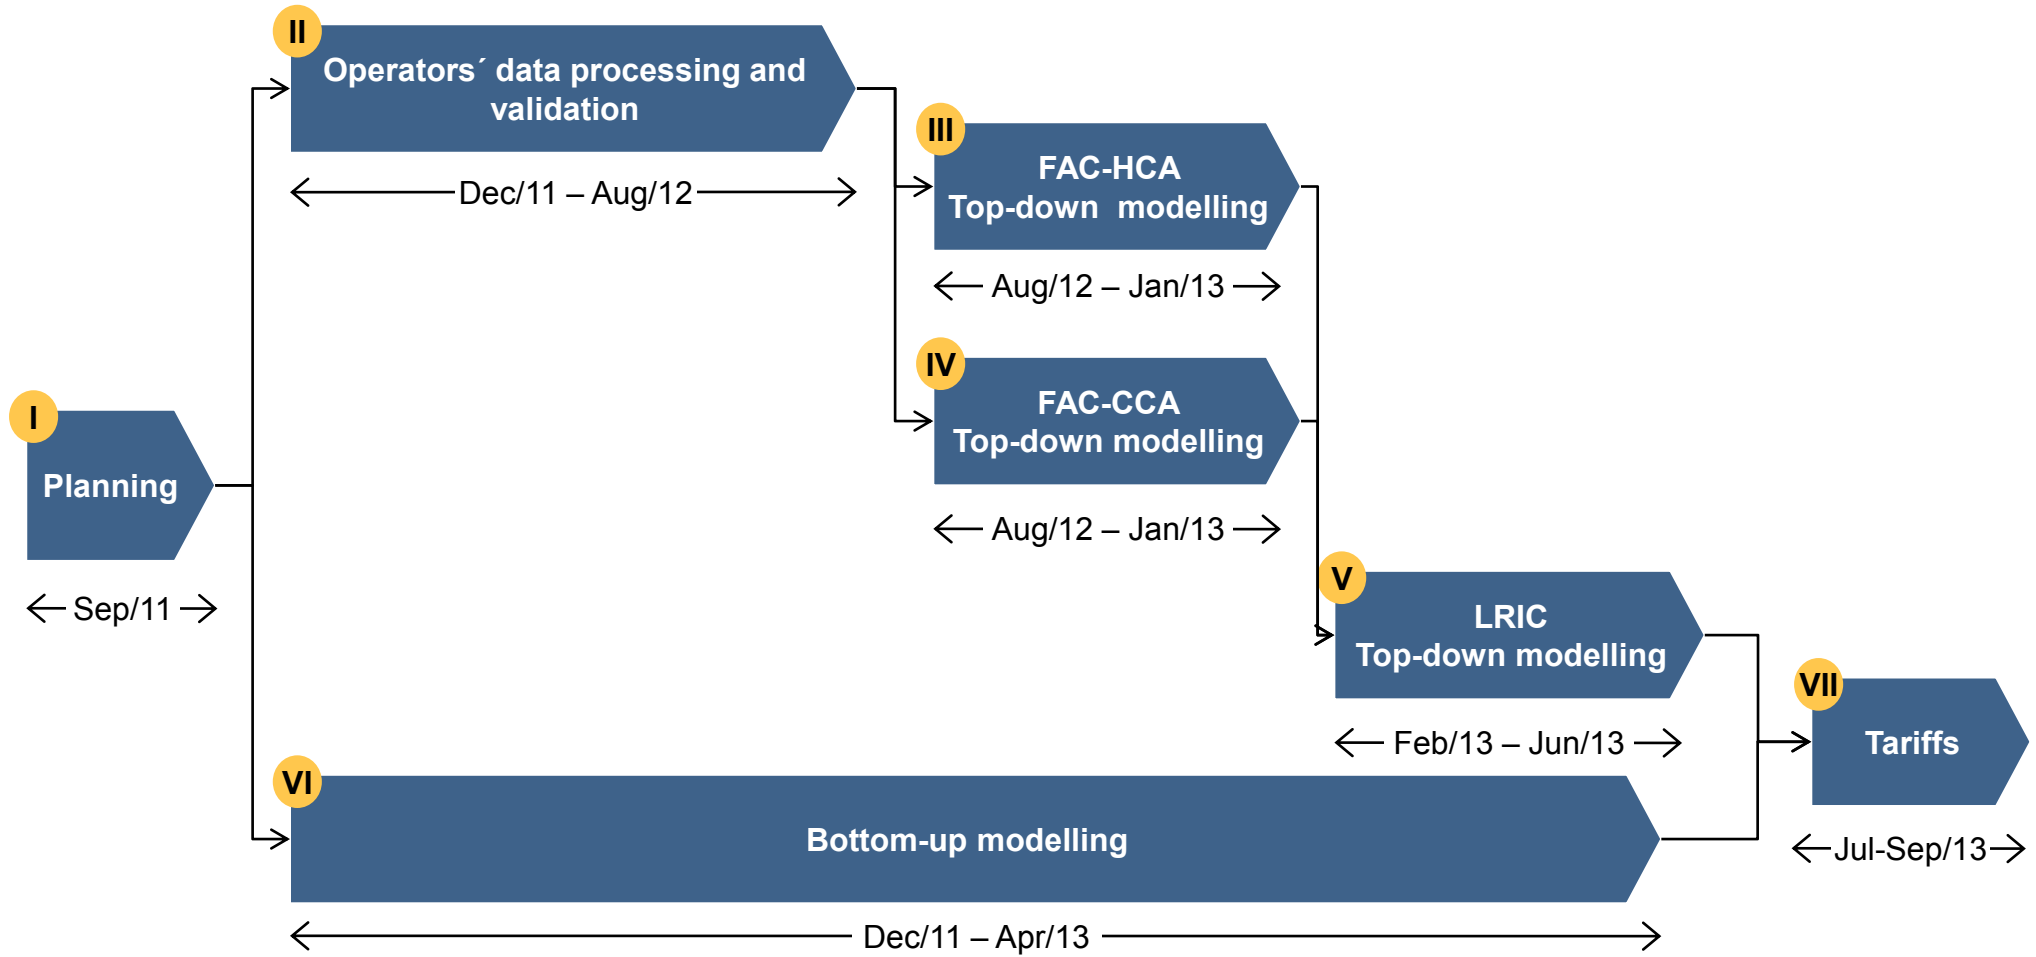 II
Operators´ data processing and
validation
Dec/11 – Aug/12
III
FAC-HCA
Top-down modelling
Aug/12 – Jan/13
IV
FAC-CCA
Top-down modelling
Aug/12 – Jan/13
I
Planning
Sep/11
V
LRIC
Top-down modelling
Feb/13 – Jun/13
VI
Bottom-up modelling
Dec/11 – Apr/13
VII
Tariffs
Jul-Sep/13